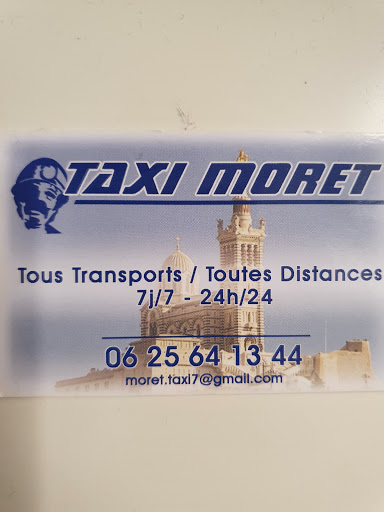 TAXI MORET
Tous Transports / Toutes Distances
7j/7 - 24h/24
06 25 64 13 44
moret.taxi7@gmail.com